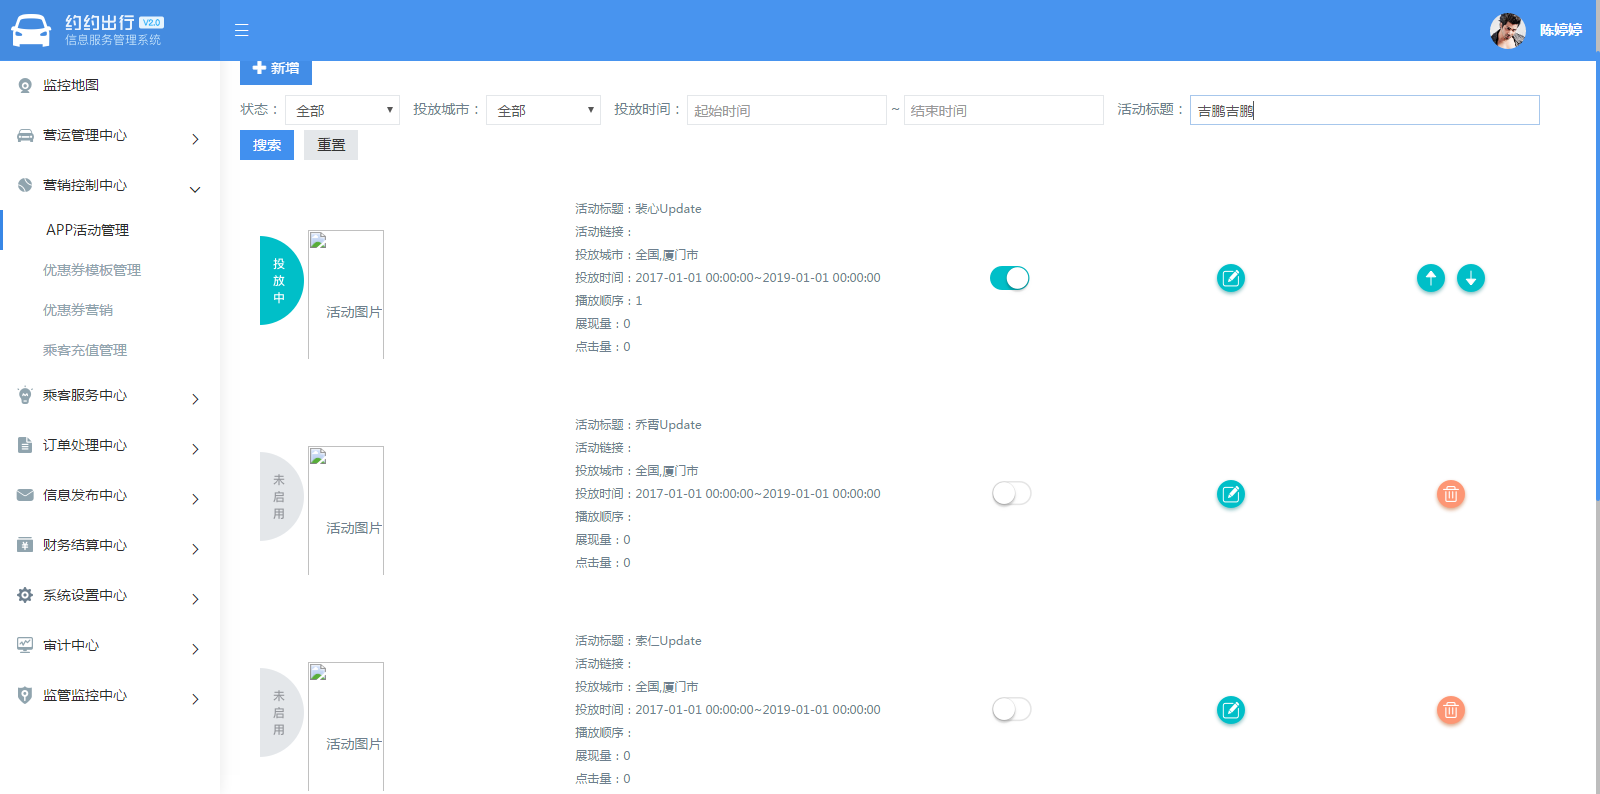 约约出行 V2.0
信息服务管理系统
陈婷婷
监控地图
营运管理中心
营销控制中心
APP活动管理
优惠券模板管理
优惠券营销
乘客充值管理
乘客服务中心
订单处理中心
信息发布中心
财务结算中心
系统设置中心
审计中心
监管监控中心
新增
状态： 全部 投放城市： 全部 投放时间： 起始时间 ~ 结束时间 活动标题： 吉鹏吉鹏
搜索 重置
投放中
活动图片
活动标题：裴心Update
活动链接：
投放城市：全国,厦门市
投放时间：2017-01-01 00:00:00~2019-01-01 00:00:00
播放顺序：1
展现量：0
点击量：0
未启用
活动图片
活动标题：乔霄Update
活动链接：
投放城市：全国,厦门市
投放时间：2017-01-01 00:00:00~2019-01-01 00:00:00
播放顺序：
展现量：0
点击量：0
未启用
活动图片
活动标题：索仁Update
活动链接：
投放城市：全国,厦门市
投放时间：2017-01-01 00:00:00~2019-01-01 00:00:00
播放顺序：
展现量：0
点击量：0